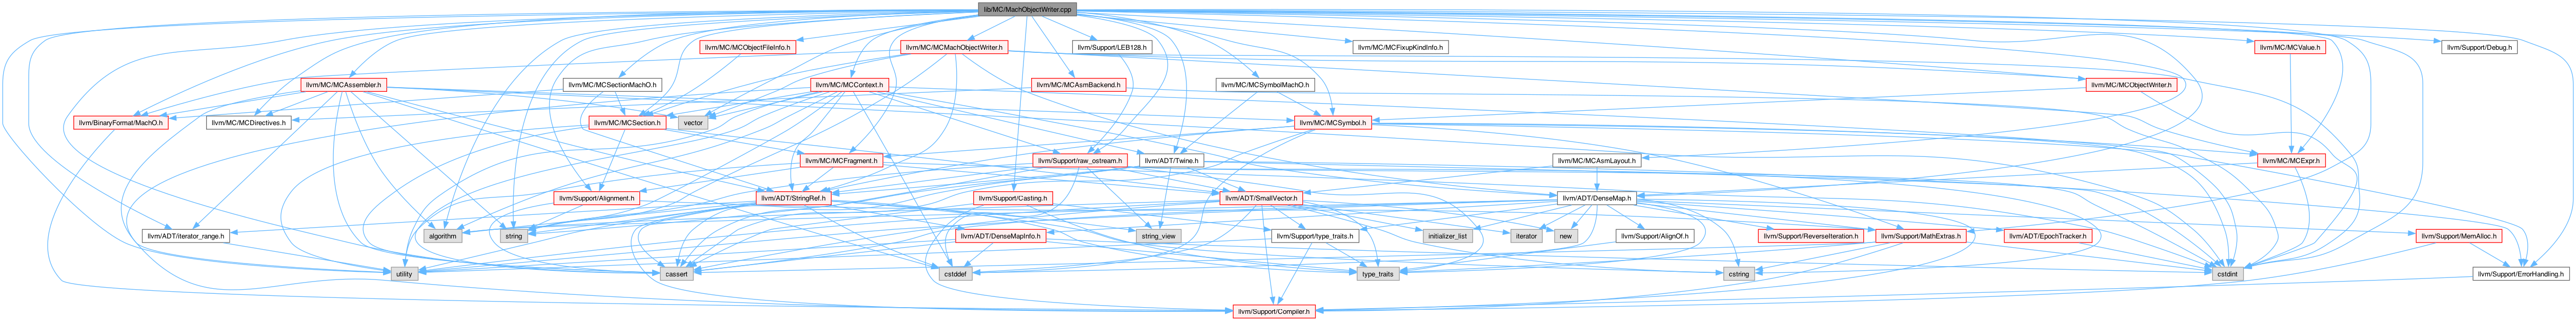 lib/MC/MachObjectWriter.cpp
llvm/MC/MCObjectFileInfo.h
llvm/MC/MCMachObjectWriter.h
llvm/Support/LEB128.h
llvm/MC/MCFixupKindInfo.h
llvm/MC/MCValue.h
llvm/Support/Debug.h
llvm/MC/MCAssembler.h
llvm/MC/MCSectionMachO.h
llvm/MC/MCContext.h
llvm/MC/MCAsmBackend.h
llvm/MC/MCSymbolMachO.h
llvm/MC/MCObjectWriter.h
llvm/BinaryFormat/MachO.h
llvm/MC/MCDirectives.h
llvm/MC/MCSection.h
vector
llvm/MC/MCSymbol.h
llvm/MC/MCFragment.h
llvm/Support/raw_ostream.h
llvm/ADT/Twine.h
llvm/MC/MCAsmLayout.h
llvm/MC/MCExpr.h
llvm/Support/Alignment.h
llvm/ADT/StringRef.h
llvm/Support/Casting.h
llvm/ADT/SmallVector.h
llvm/ADT/DenseMap.h
llvm/ADT/iterator_range.h
algorithm
string
llvm/ADT/DenseMapInfo.h
string_view
llvm/Support/type_traits.h
initializer_list
iterator
new
llvm/Support/AlignOf.h
llvm/Support/ReverseIteration.h
llvm/Support/MathExtras.h
llvm/ADT/EpochTracker.h
llvm/Support/MemAlloc.h
utility
cassert
cstddef
type_traits
cstring
cstdint
llvm/Support/ErrorHandling.h
llvm/Support/Compiler.h